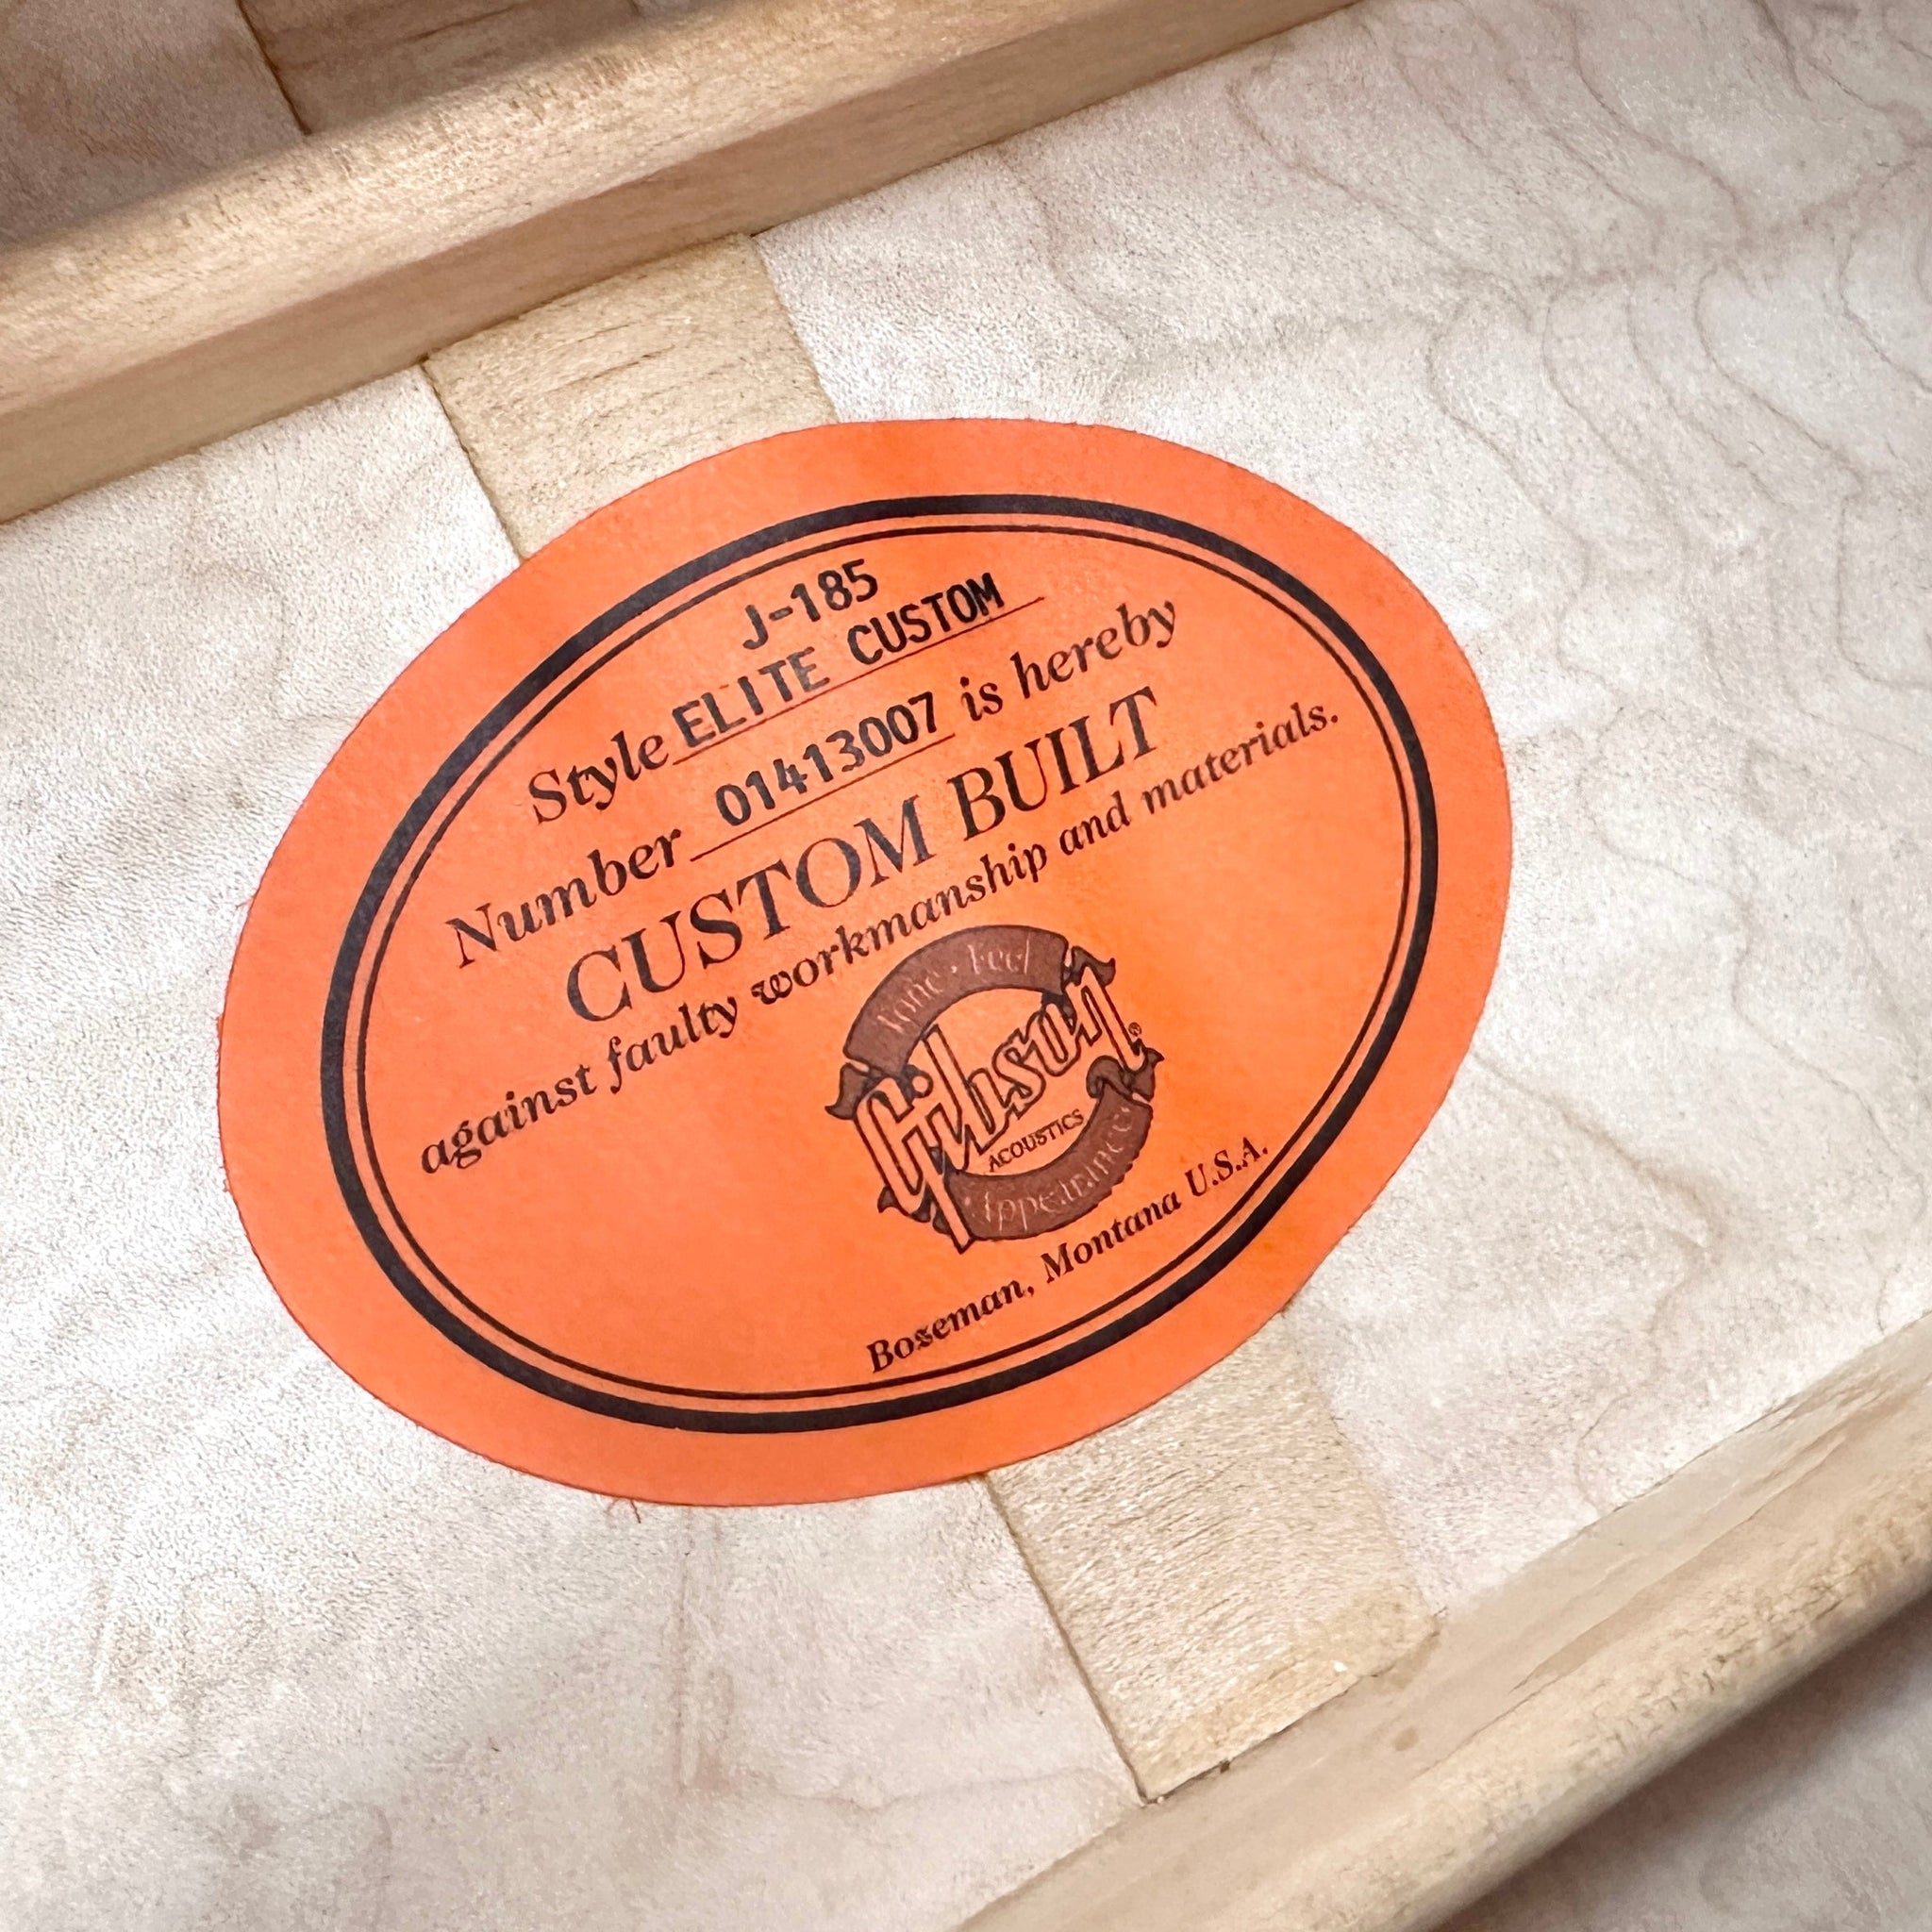 J-185
Style ELITE CUSTOM
Number 01413007 is hereby
CUSTOM BUILT
against faulty workmanship and materials.
Tone · Feel
Gibson®
ACOUSTICS
Appearance
Bozeman, Montana U.S.A.